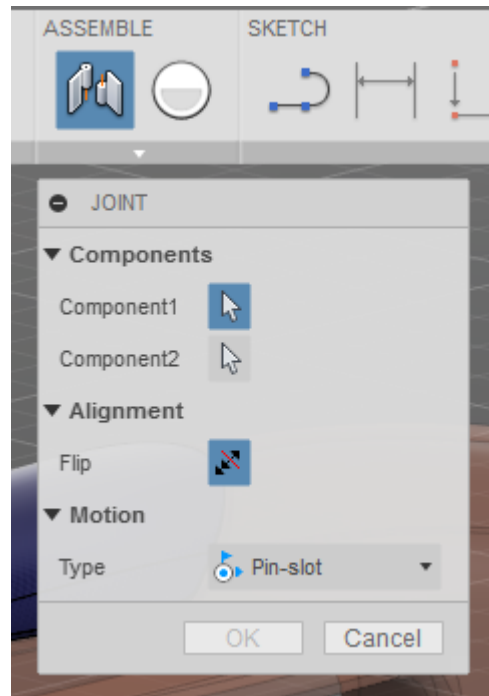 ASSEMBLE SKETCH
JOINT
Components
Component1
Component2
Alignment
Flip
Motion
Type Pin-slot
OK Cancel